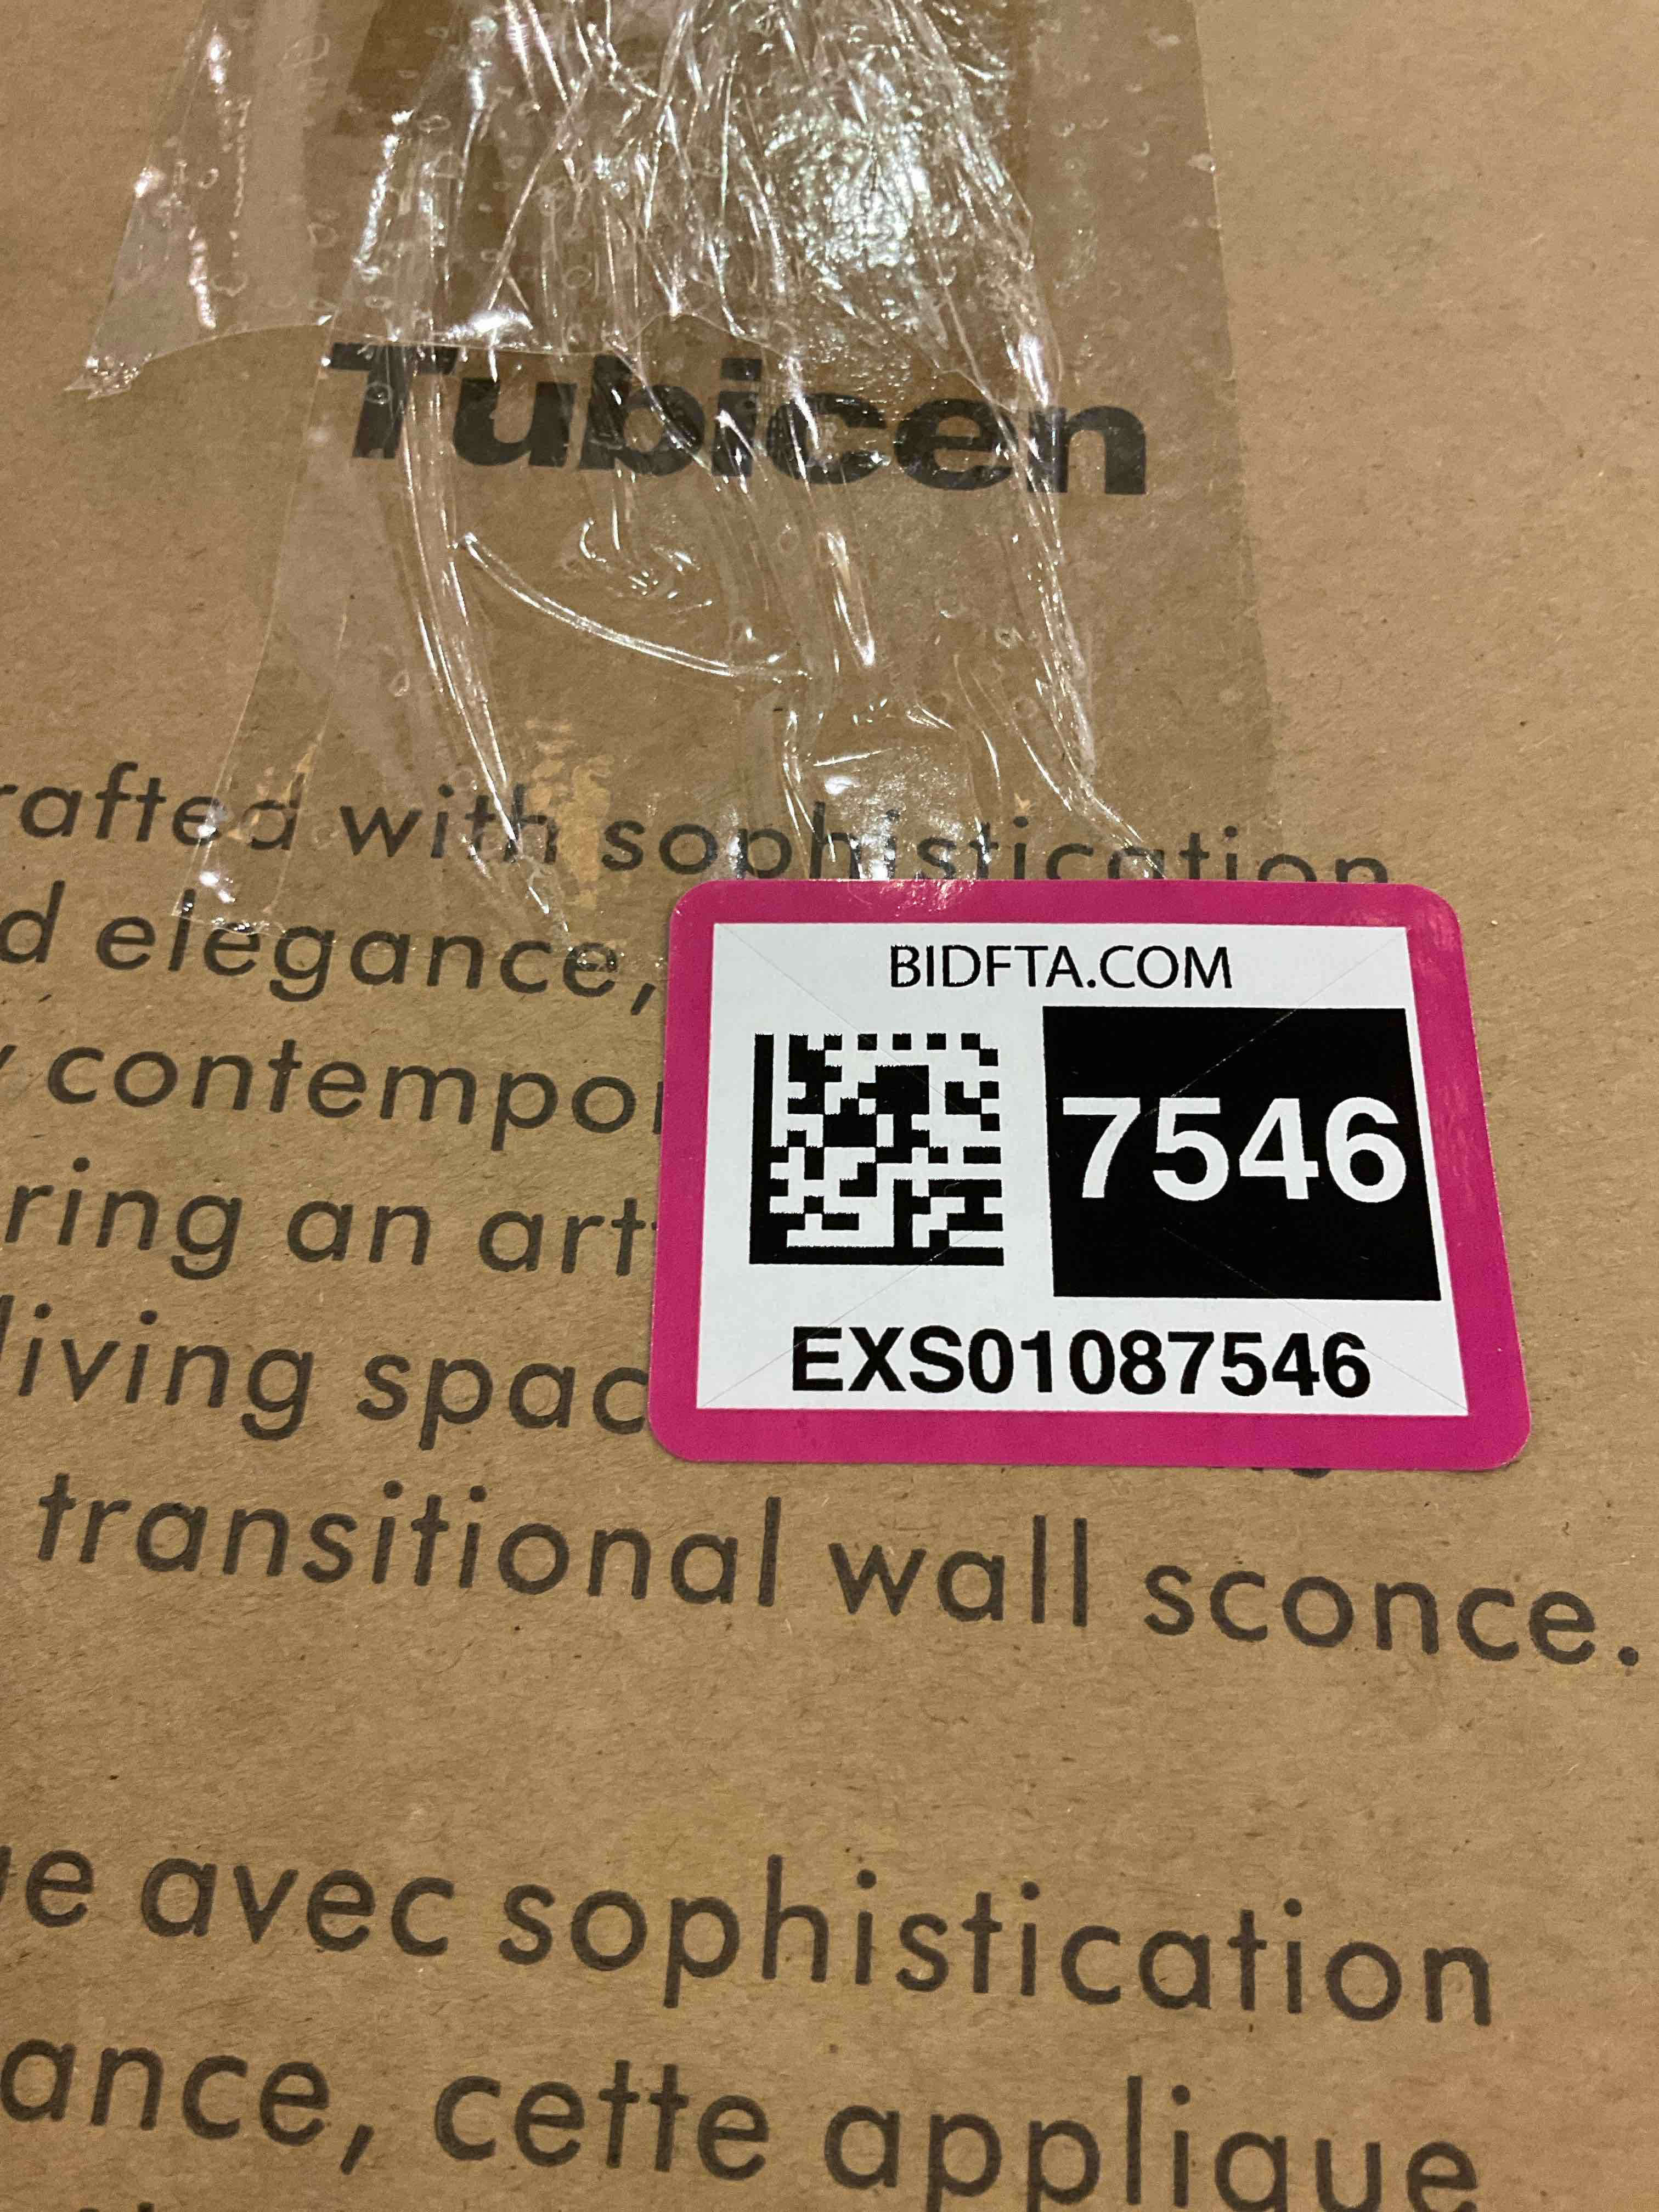 Tubicen
rafted with sophistication
d elegance,
contempor
ring an art
living spac
transitional wall sconce.
BIDFTA.COM
7546
EXS01087546
ue avec sophistication
ance, cette applique